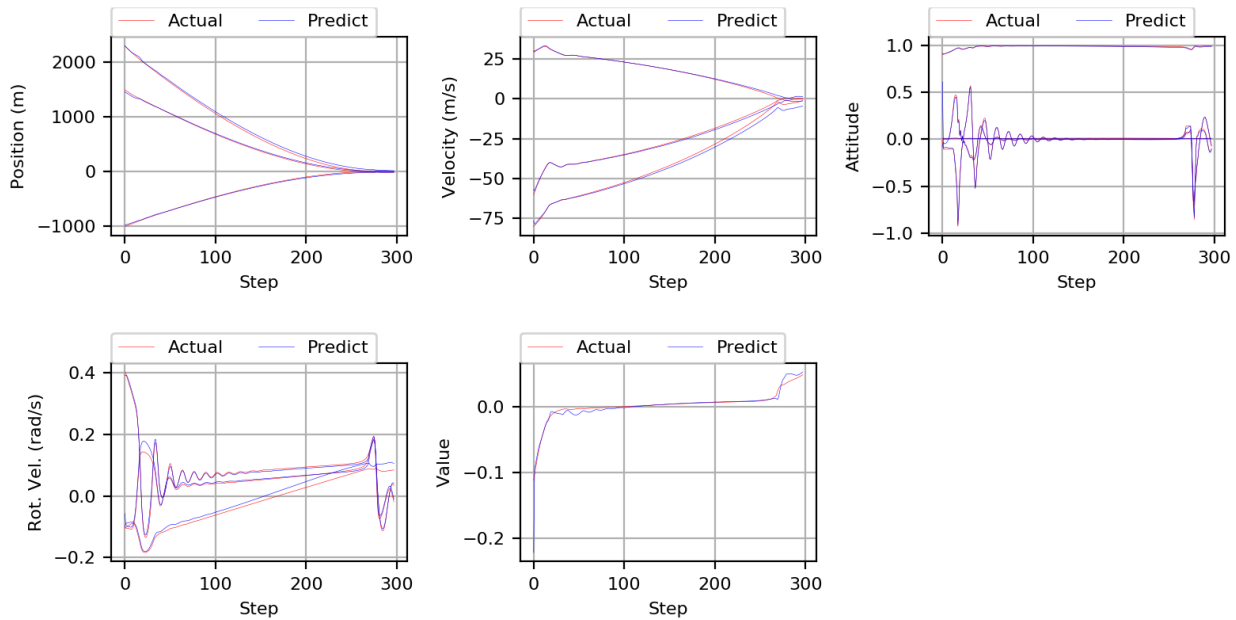 Actual Predict
Position (m)
2000
1000
0
−1000
0 100 200 300
Step
Actual Predict
Velocity (m/s)
25
0
−25
−50
−75
0 100 200 300
Step
Actual Predict
Attitude
1.0
0.5
0.0
−0.5
−1.0
0 100 200 300
Step
Actual Predict
Rot. Vel. (rad/s)
0.4
0.2
0.0
−0.2
0 100 200 300
Step
Actual Predict
Value
0.0
−0.1
−0.2
0 100 200 300
Step